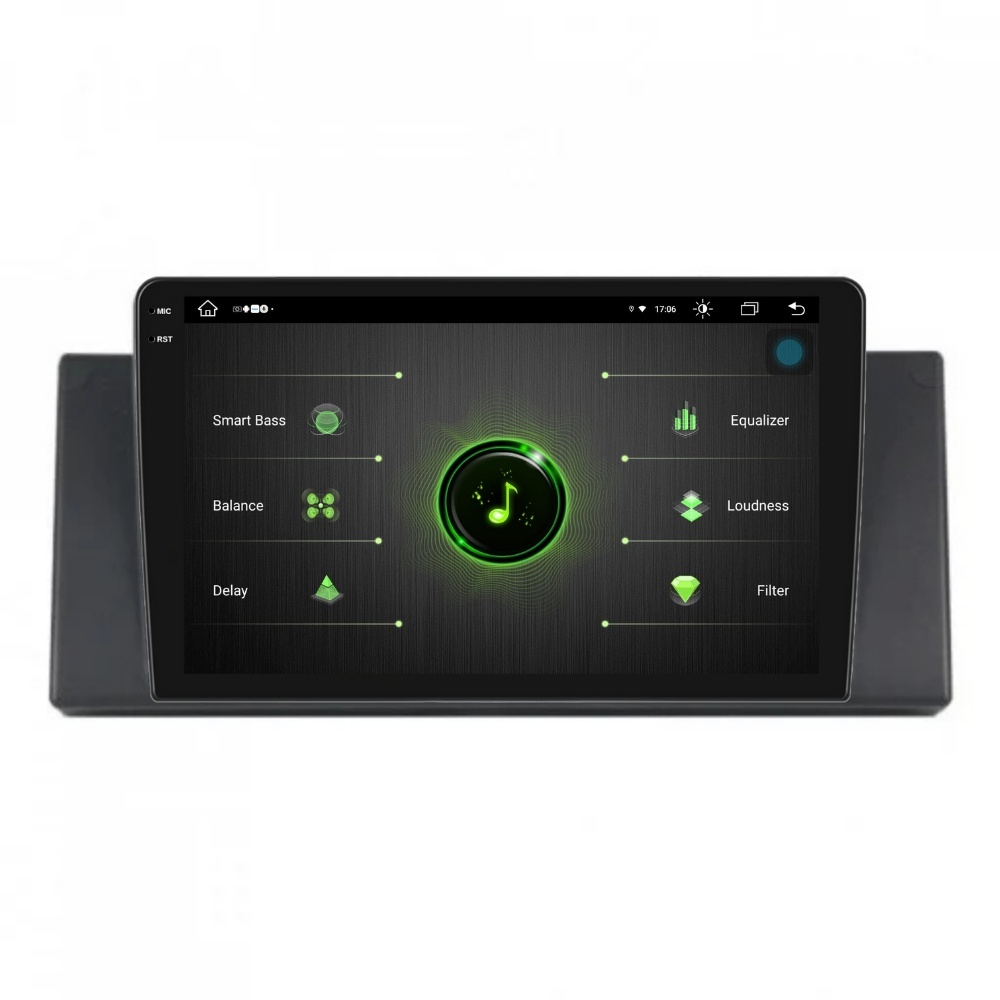 MIC
17:06
RST
Smart Bass
Equalizer
Balance
Loudness
Delay
Filter